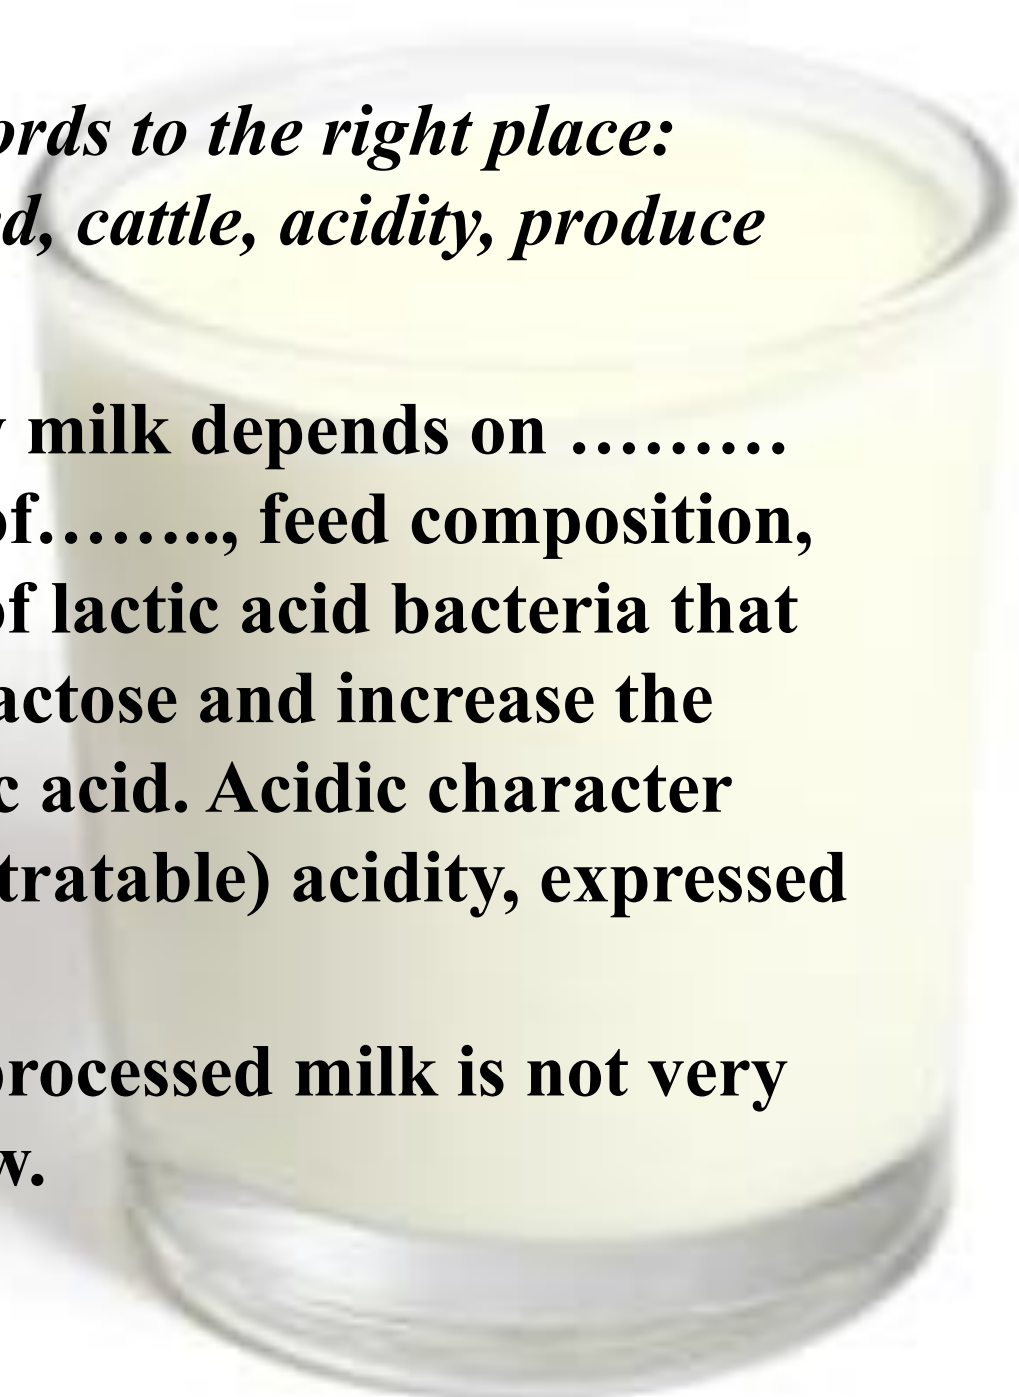 ords to the right place:
d, cattle, acidity, produce
milk depends on ………
of…….., feed composition,
of lactic acid bacteria that
actose and increase the
c acid. Acidic character
tratable) acidity, expressed
processed milk is not very
w.